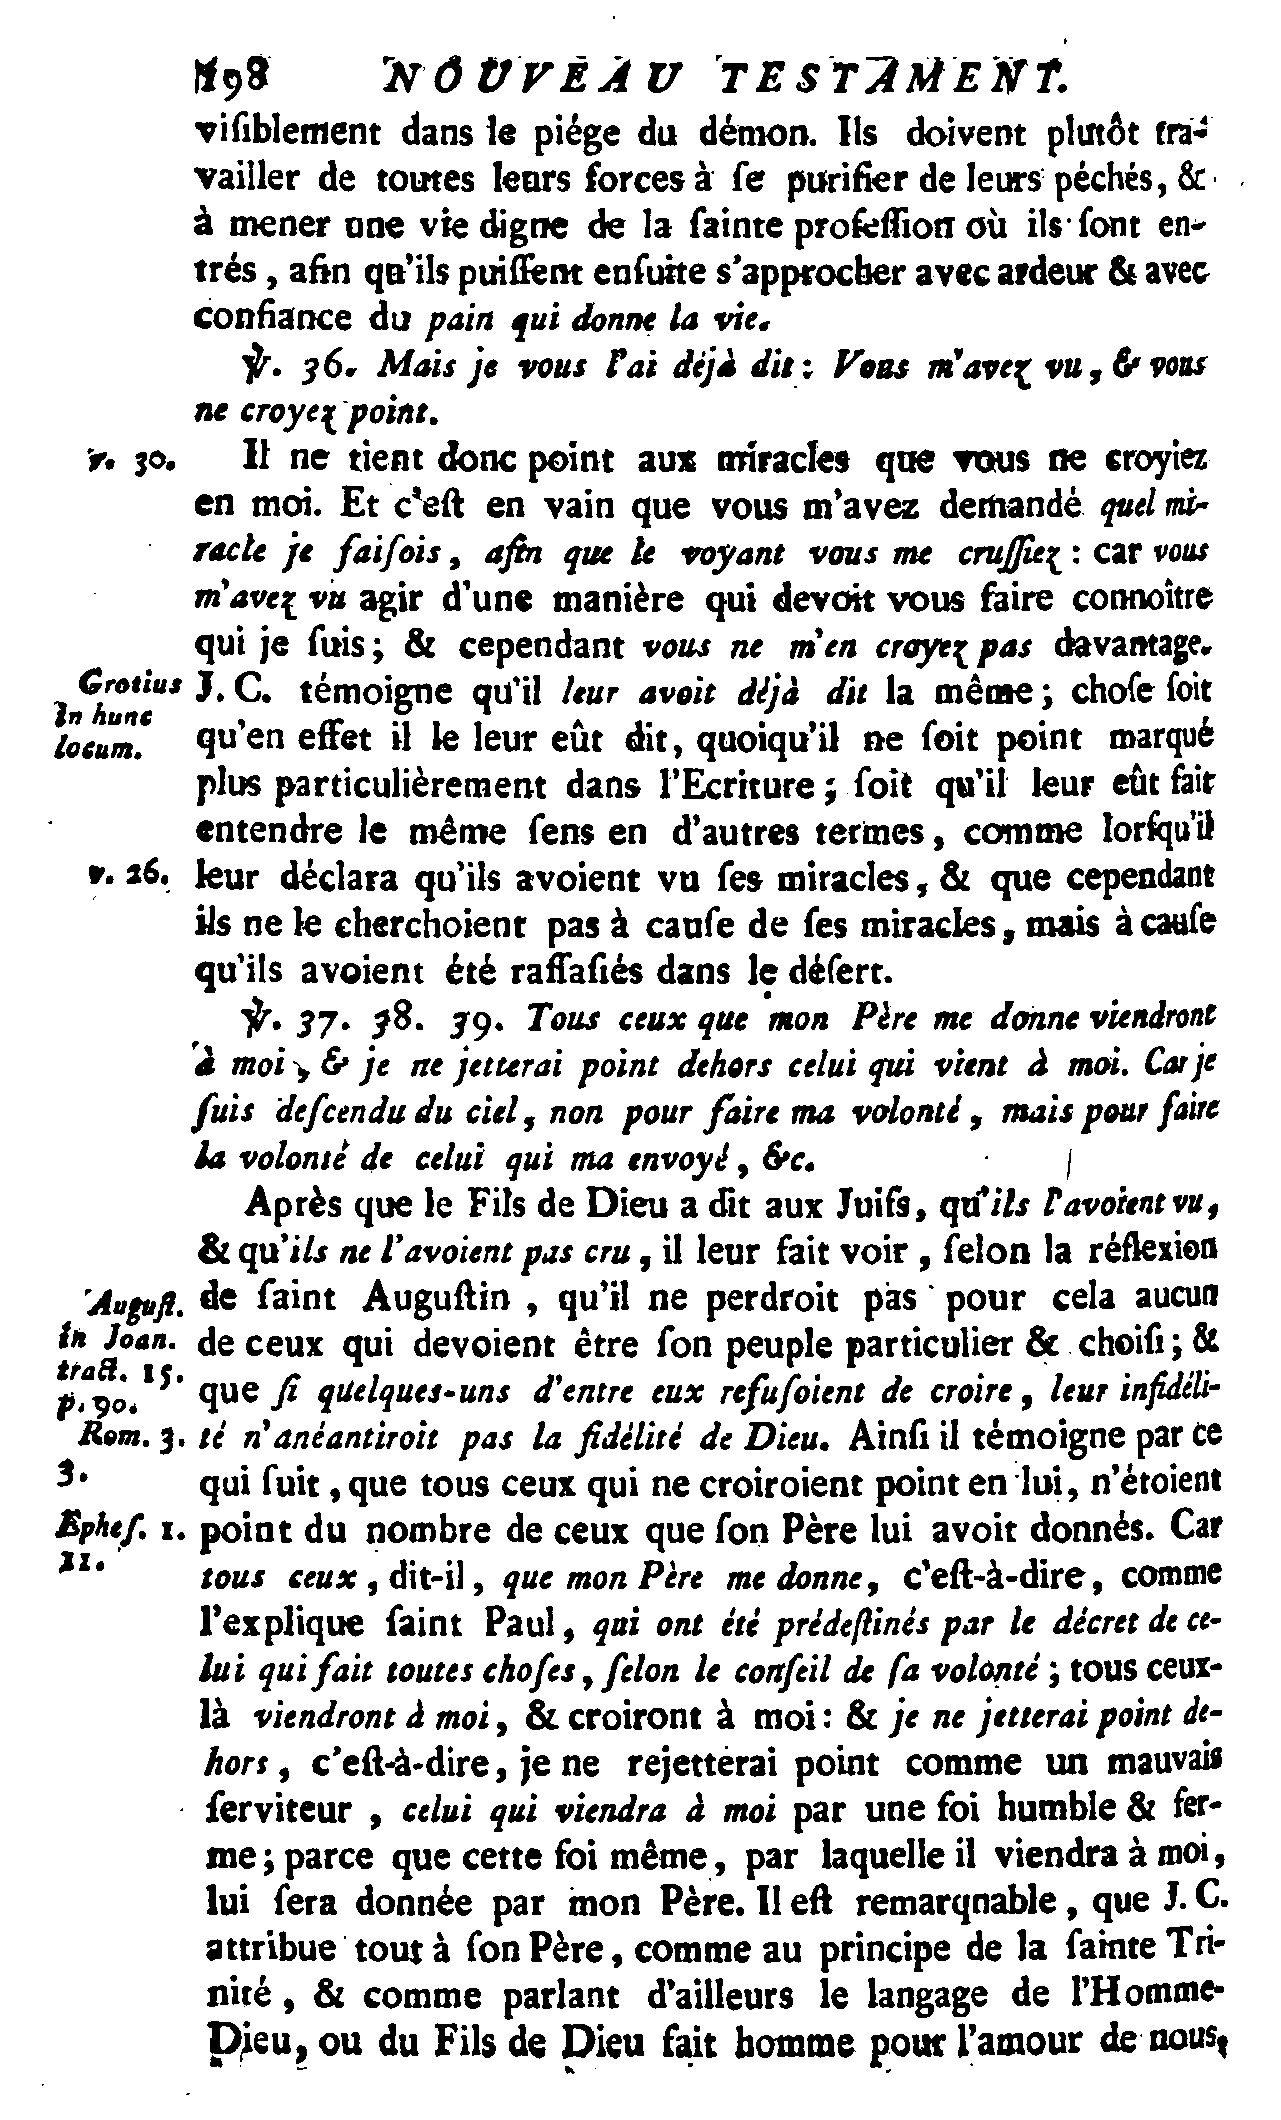 198 NOUVEAU TESTAMENT.
viſiblement dans le piége du démon. Ils doivent plutôt tra-
vailler de toutes leurs forces à ſe purifier de leurs péchés, &
à mener une vie digne de la ſainte profeſſion où ils ſont en-
trés, afin qu'ils puiſſent enſuite s'approcher avec ardeur & avec
confiance du pain qui donne la vie.
℣. 36. Mais je vous l'ai déjà dit : Vous m'avez vu, & vous
ne croyez point.
v. 30. Il ne tient donc point aux miracles que vous ne croyiez
en moi. Et c'eſt en vain que vous m'avez demandé quel mi-
racle je faiſois, afin que le voyant vous me cruſſiez : car vous
m'avez vu agir d'une manière qui devoit vous faire connoître
qui je ſuis; & cependant vous ne m'en croyez pas davantage.
Grotius J. C. témoigne qu'il leur avoit déjà dit la même; choſe ſoit
in hunc
locum. qu'en effet il le leur eût dit, quoiqu'il ne ſoit point marqué
plus particulièrement dans l'Ecriture; ſoit qu'il leur eût fait
entendre le même ſens en d'autres termes, comme lorſqu'il
v. 26. leur déclara qu'ils avoient vu ſes miracles, & que cependant
ils ne le cherchoient pas à cauſe de ſes miracles, mais à cauſe
qu'ils avoient été raſſaſiés dans le déſert.
℣. 37. 38. 39. Tous ceux que mon Père me donne viendront
à moi, & je ne jetterai point dehors celui qui vient à moi. Car je
ſuis deſcendu du ciel, non pour faire ma volonté, mais pour faire
la volonté de celui qui ma envoyé, &c.
Après que le Fils de Dieu a dit aux Juifs, qu'ils l'avoient vu,
& qu'ils ne l'avoient pas cru, il leur fait voir, ſelon la réflexion
Auguſt. de ſaint Auguſtin, qu'il ne perdroit pas pour cela aucun
in Joan. de ceux qui devoient être ſon peuple particulier & choiſi; &
tract. 15.
p. 90. que ſi quelques-uns d'entre eux refuſoient de croire, leur infidéli-
Rom. 3. té n'anéantiroit pas la fidélité de Dieu. Ainſi il témoigne par ce
3. qui ſuit, que tous ceux qui ne croiroient point en lui, n'étoient
Epheſ. 1. point du nombre de ceux que ſon Père lui avoit donnés. Car
11. tous ceux, dit-il, que mon Père me donne, c'eſt-à-dire, comme
l'explique ſaint Paul, qui ont été prédeſtinés par le décret de ce-
lui qui fait toutes choſes, ſelon le conſeil de ſa volonté; tous ceux-
là viendront à moi, & croiront à moi: & je ne jetterai point de-
hors, c'eſt-à-dire, je ne rejetterai point comme un mauvais
ſerviteur, celui qui viendra à moi par une foi humble & fer-
me; parce que cette foi même, par laquelle il viendra à moi,
lui ſera donnée par mon Père. Il eſt remarqnable, que J. C.
attribue tout à ſon Père, comme au principe de la ſainte Tri-
nité, & comme parlant d'ailleurs le langage de l'Homme-
Dieu, ou du Fils de Dieu fait homme pour l'amour de nous,